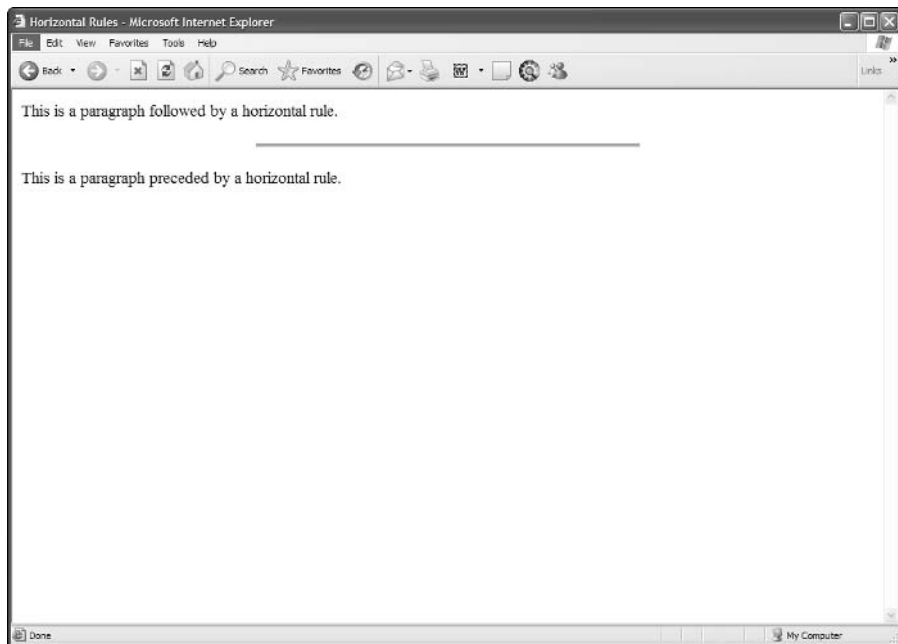 Horizontal Rules - Microsoft Internet Explorer
File Edit View Favorites Tools Help
Back Search Favorites W Links »
This is a paragraph followed by a horizontal rule.
This is a paragraph preceded by a horizontal rule.
Done My Computer